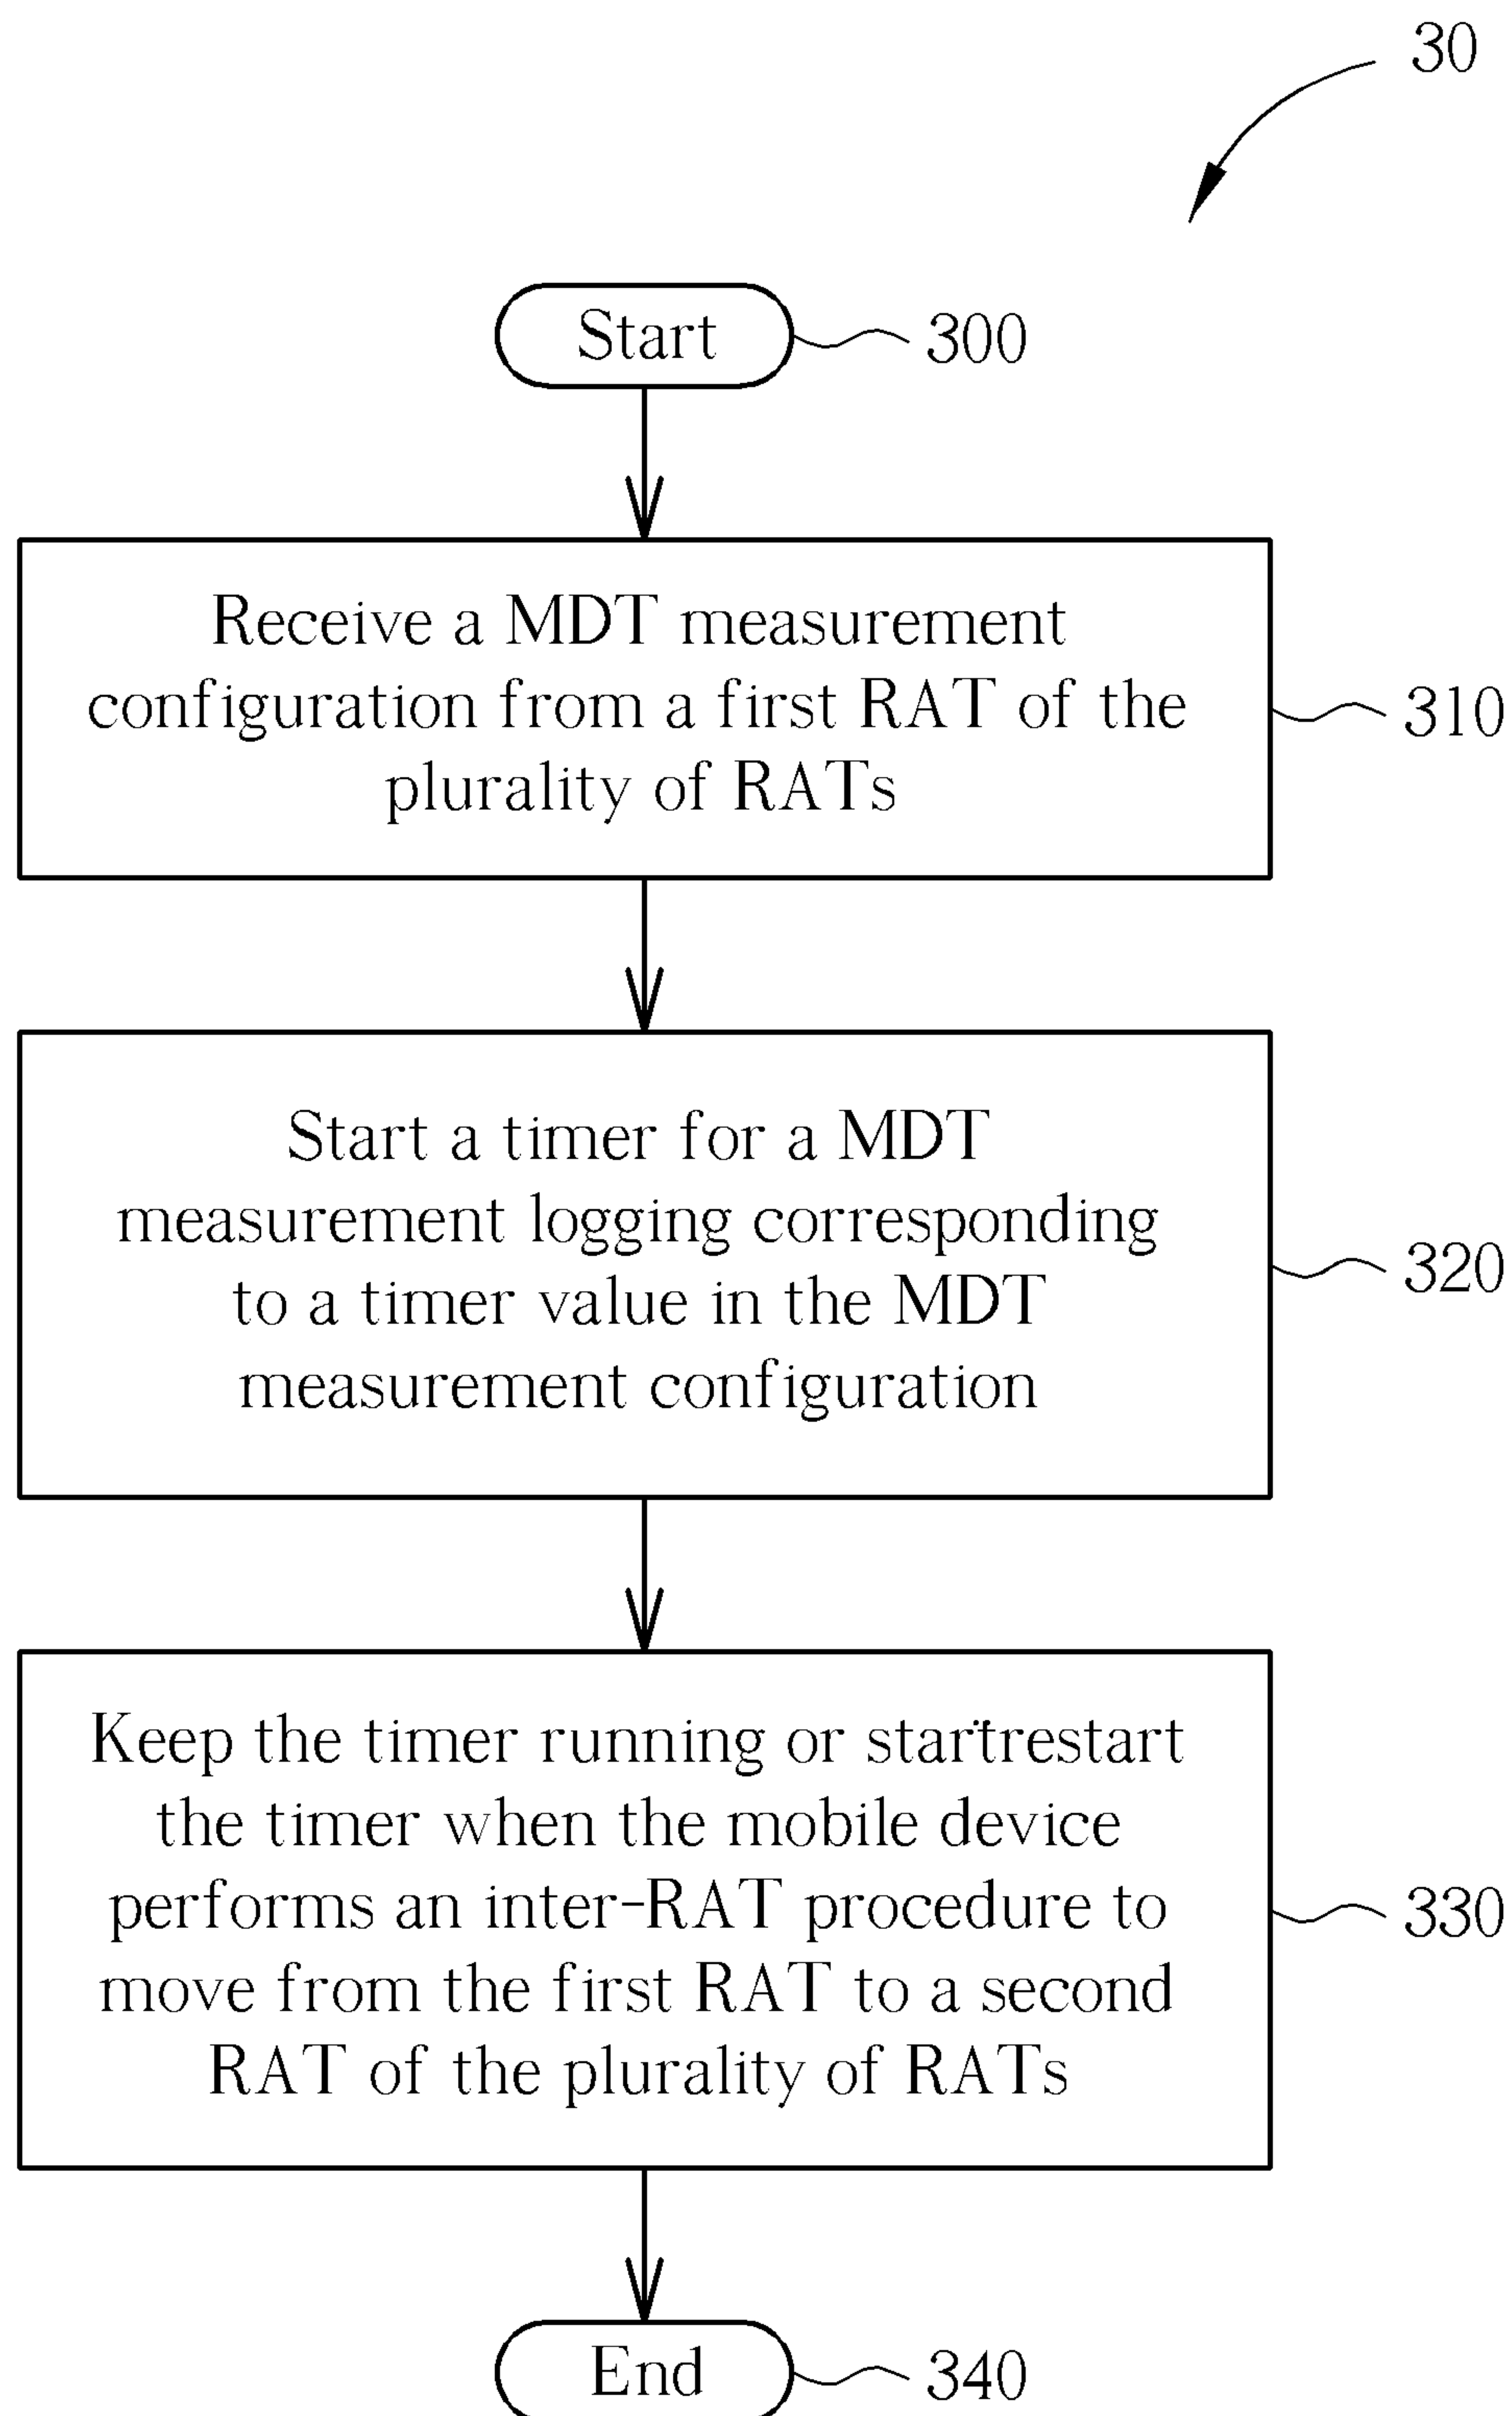 30
Start
300
Receive a MDT measurement
configuration from a first RAT of the
plurality of RATs
310
Start a timer for a MDT
measurement logging corresponding
to a timer value in the MDT
measurement configuration
320
Keep the timer running or startrestart
the timer when the mobile device
performs an inter-RAT procedure to
move from the first RAT to a second
RAT of the plurality of RATs
330
End
340